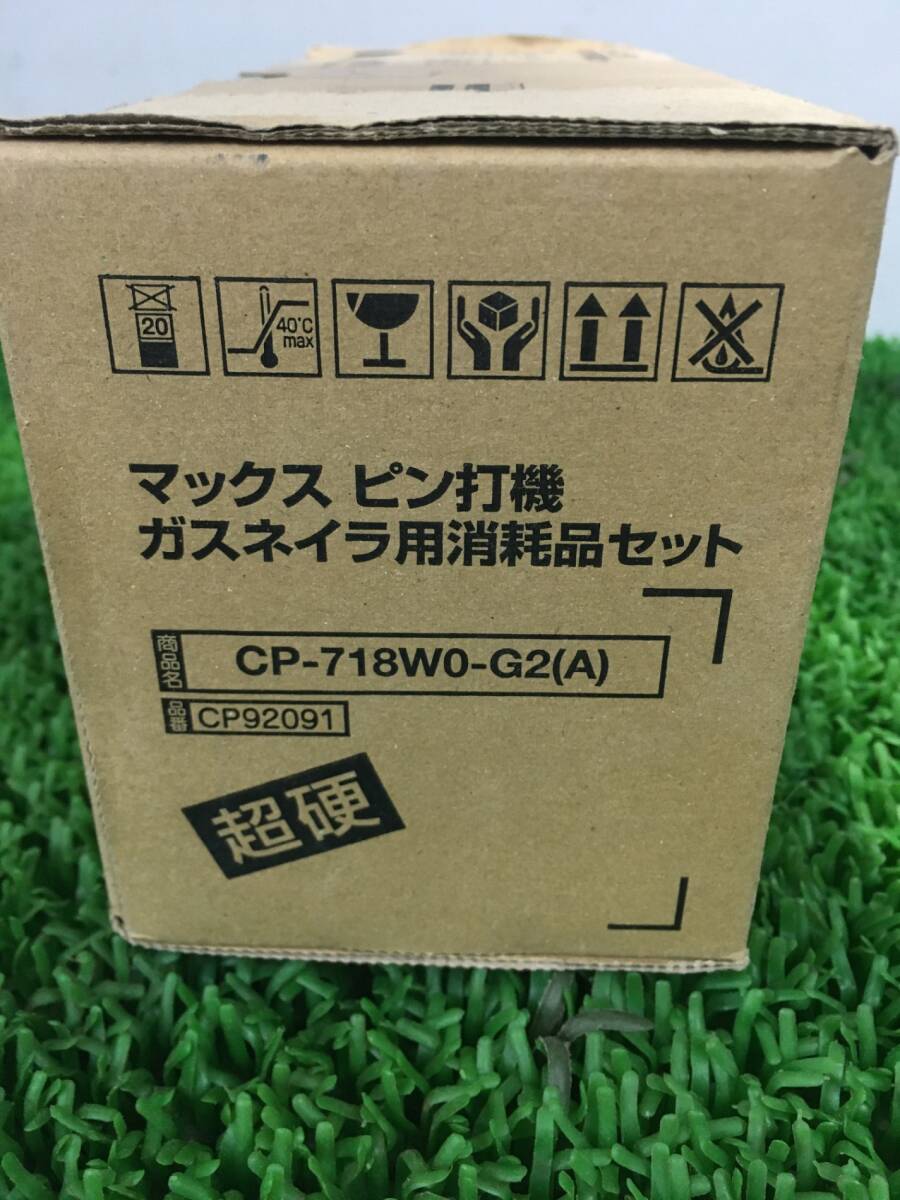 20
40℃
max
マックス ピン打機
ガスネイラ用消耗品セット
商品名 CP-718W0-G2(A)
品番 CP92091
超硬